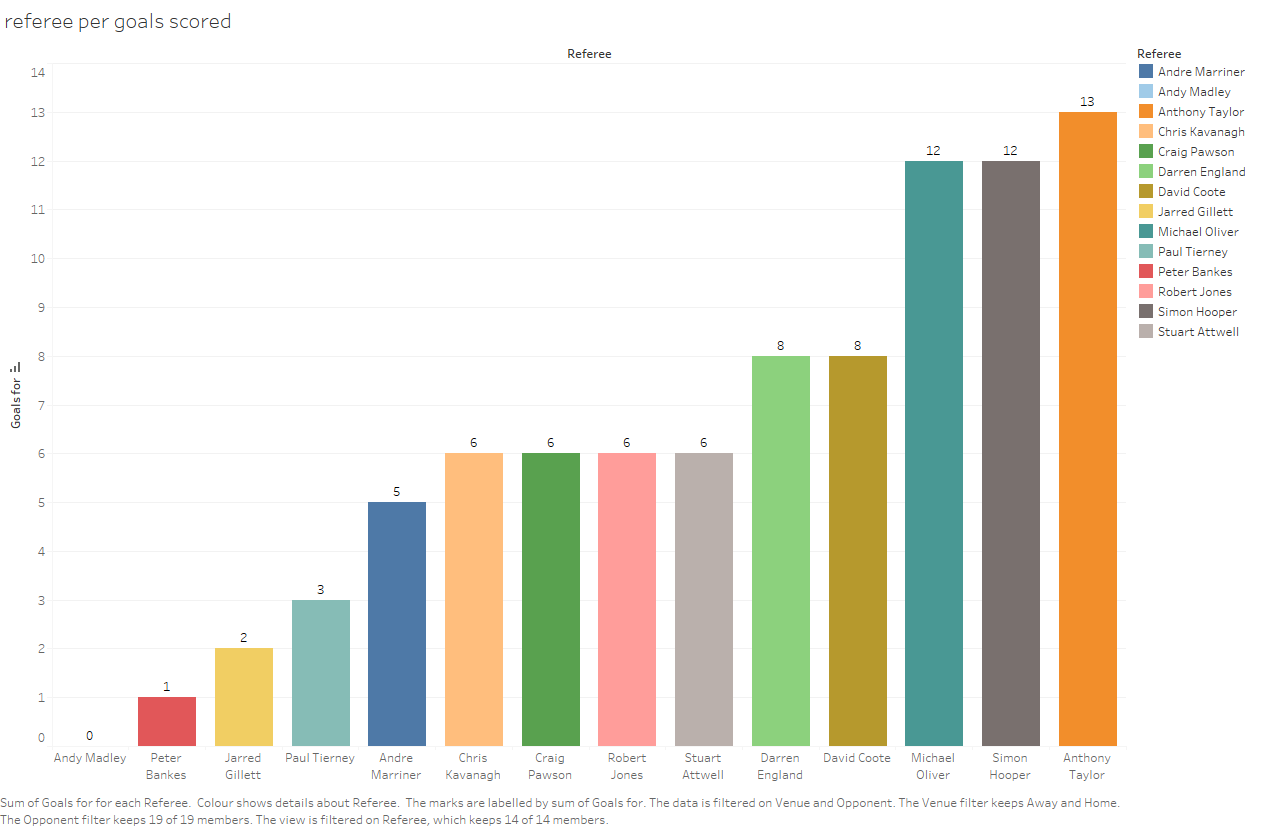 referee per goals scored
Referee
Referee
Andre Marriner
Andy Madley
Anthony Taylor
Chris Kavanagh
Craig Pawson
Darren England
David Coote
Jarred Gillett
Michael Oliver
Paul Tierney
Peter Bankes
Robert Jones
Simon Hooper
Stuart Attwell
Goals for
14
13
12
11
10
9
8
7
6
5
4
3
2
1
0
0
1
2
3
5
6
6
6
6
8
8
12
12
13
Andy Madley
Peter
Bankes
Jarred
Gillett
Paul Tierney
Andre
Marriner
Chris
Kavanagh
Craig
Pawson
Robert
Jones
Stuart
Attwell
Darren
England
David Coote
Michael
Oliver
Simon
Hooper
Anthony
Taylor
Sum of Goals for for each Referee.  Colour shows details about Referee.  The marks are labelled by sum of Goals for. The data is filtered on Venue and Opponent. The Venue filter keeps Away and Home.
The Opponent filter keeps 19 of 19 members. The view is filtered on Referee, which keeps 14 of 14 members.